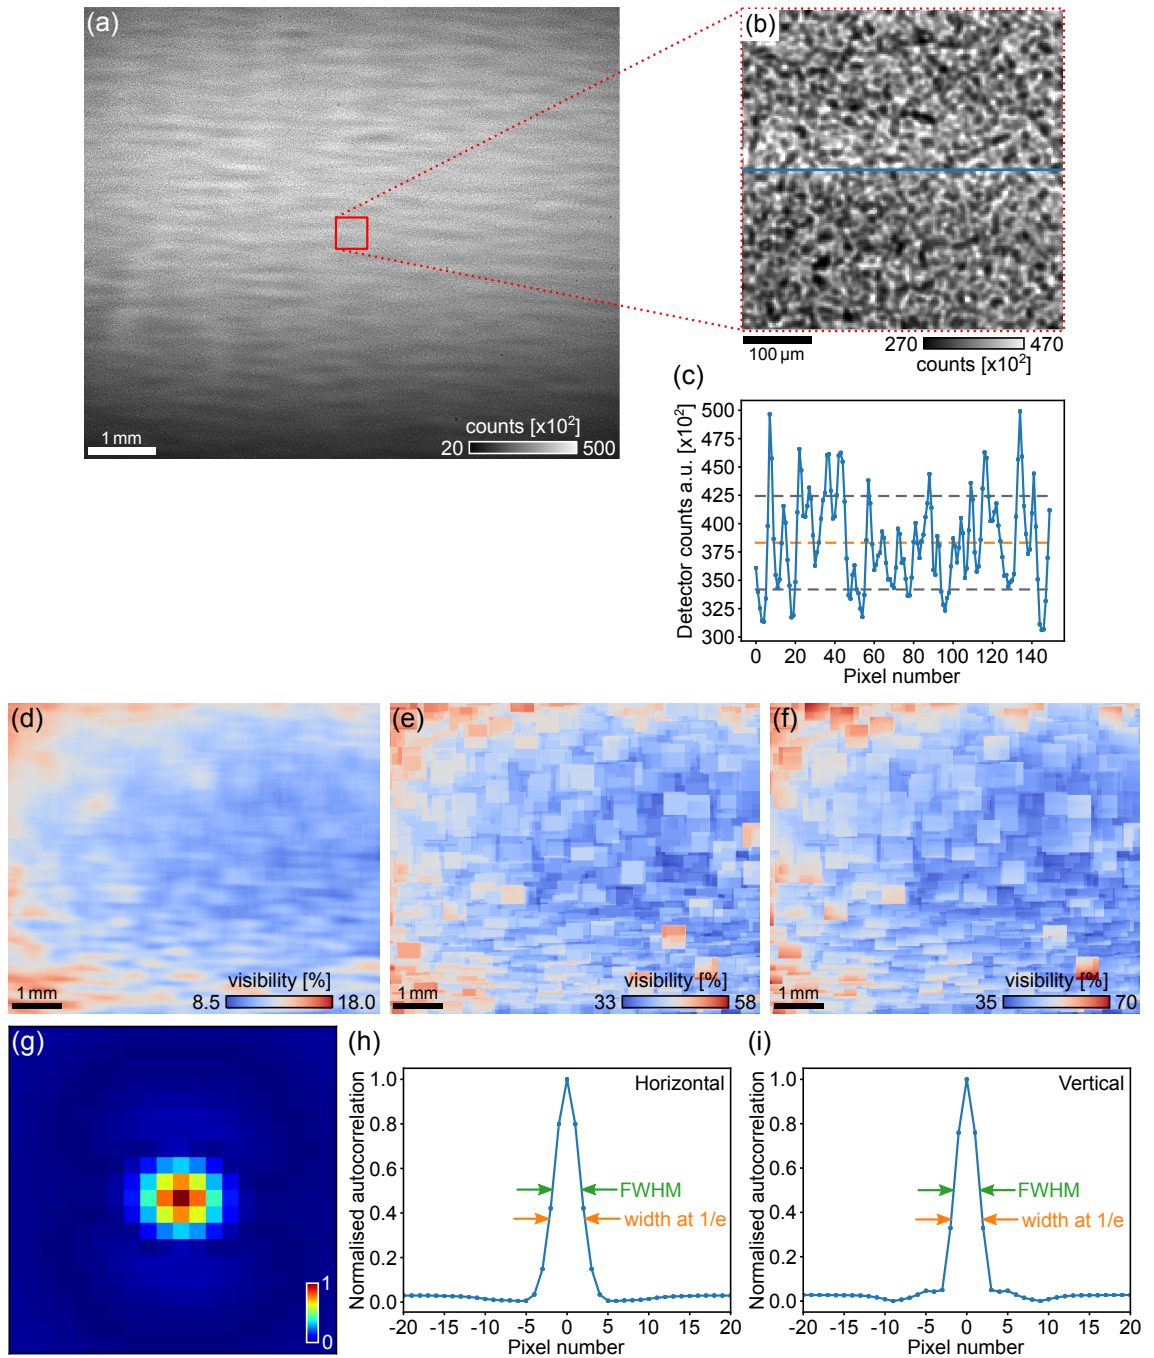 (a)
1 mm
counts [x10²]
20 500
(b)
100 µm
270 470
counts [x10²]
(c)
Detector counts a.u. [x10²]
500
475
450
425
400
375
350
325
300
0 20 40 60 80 100 120 140
Pixel number
(d)
1 mm
visibility [%]
8.5 18.0
(e)
1 mm
visibility [%]
33 58
(f)
1 mm
visibility [%]
35 70
(g)
1
0
(h)
Horizontal
Normalised autocorrelation
1.0
0.8
0.6
0.4
0.2
0.0
FWHM
width at 1/e
-20 -15 -10 -5 0 5 10 15 20
Pixel number
(i)
Vertical
Normalised autocorrelation
1.0
0.8
0.6
0.4
0.2
0.0
FWHM
width at 1/e
-20 -15 -10 -5 0 5 10 15 20
Pixel number